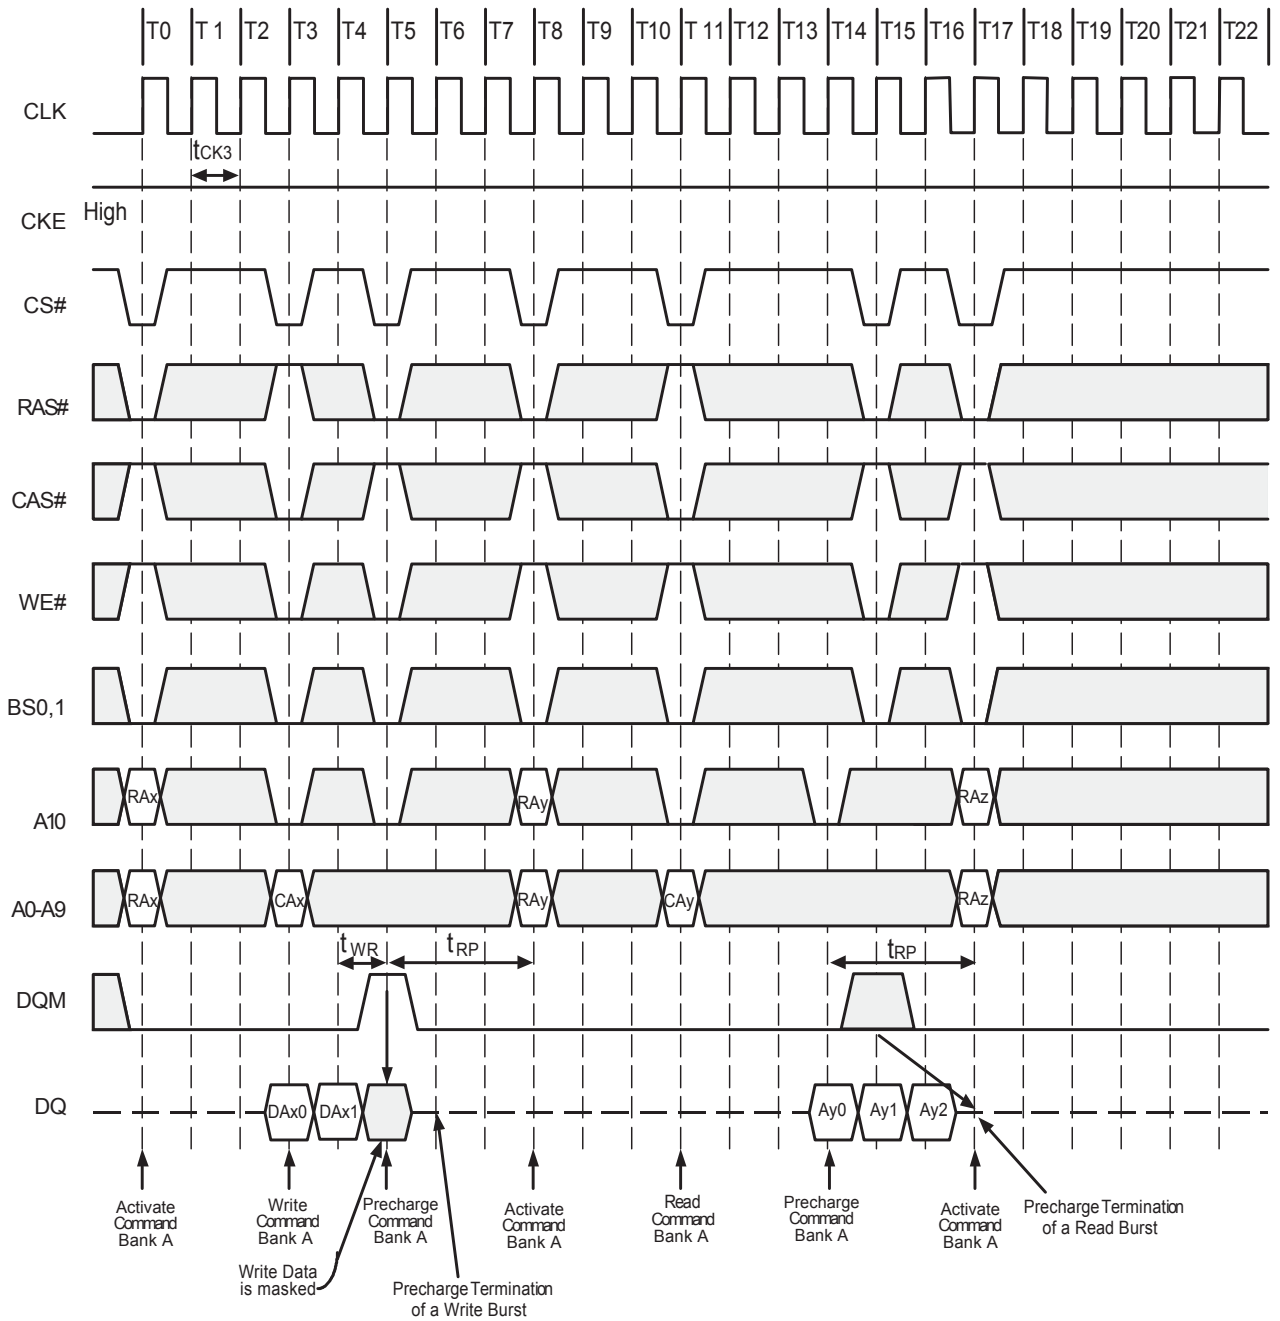 T0 T 1 T2 T3 T4 T5 T6 T7 T8 T9 T10 T 11 T12 T13 T14 T15 T16 T17 T18 T19 T20 T21 T22
CLK
tCK3
High
CKE
CS#
RAS#
CAS#
WE#
BS0,1
RAx RAy RAz
A10
RAx CAx RAy CAy RAz
A0-A9
t WR t RP tRP
DQM
DQ
DAx0 DAx1 Ay0 Ay1 Ay2
Activate
Command
Bank A
Write
Command
Bank A
Precharge
Command
Bank A
Activate
Command
Bank A
Read
Command
Bank A
Precharge
Command
Bank A
Activate
Command
Bank A
Precharge Termination
of a Read Burst
Write Data
is masked
Precharge Termination
of a Write Burst